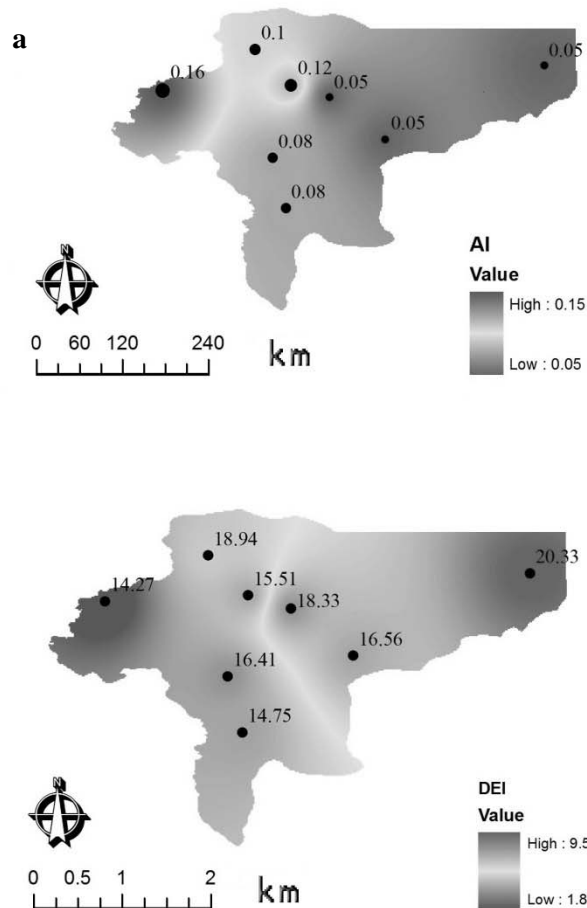 a
0.1
0.16
0.12
0.05
0.05
0.05
0.08
0.08
N
AI
Value
High : 0.15
Low : 0.05
0 60 120 240
km
18.94
14.27
15.51
18.33
20.33
16.56
16.41
14.75
N
DEI
Value
High : 9.5
Low : 1.8
0 0.5 1 2
km